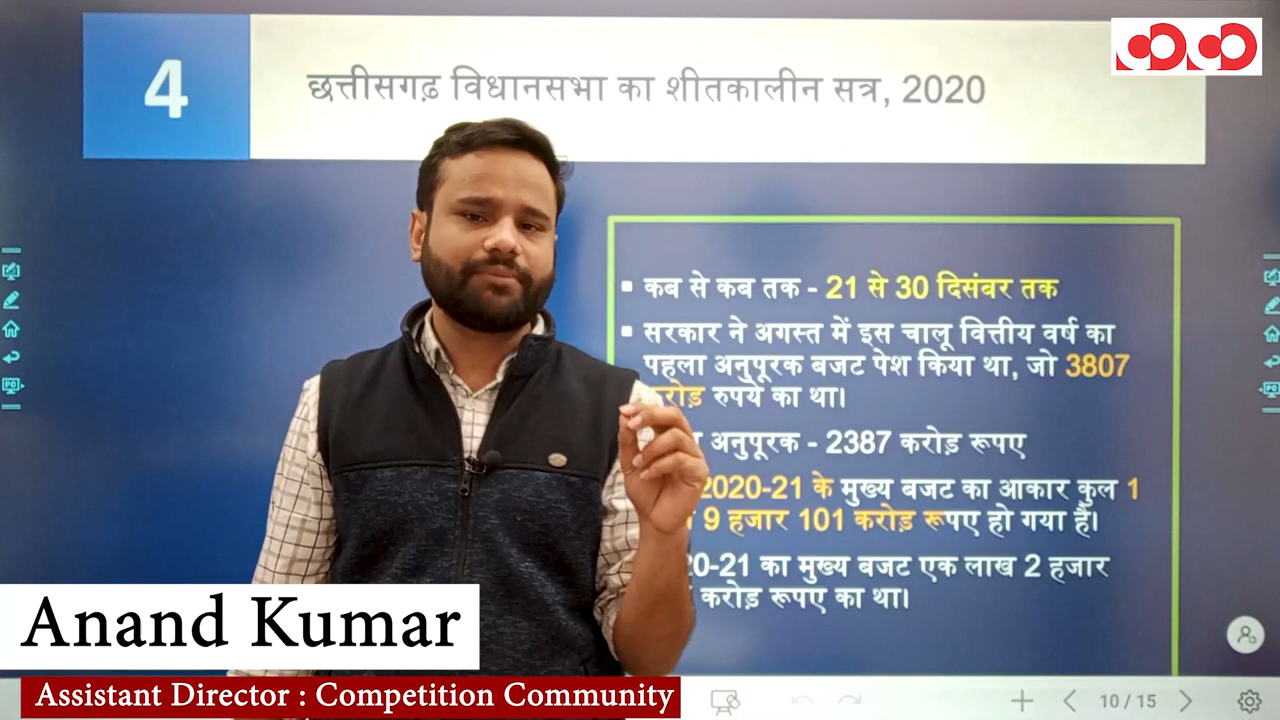 4
छत्तीसगढ़ विधानसभा का शीतकालीन सत्र, 2020
▪ कब से कब तक - 21 से 30 दिसंबर तक
▪ सरकार ने अगस्त में इस चालू वित्तीय वर्ष का
पहला अनुपूरक बजट पेश किया था, जो 3807
रुपये का था।
अनुपूरक - 2387 करोड़ रूपए
2020-21 के मुख्य बजट का आकार कुल 1
9 हजार 101 करोड़ रूपए हो गया है।
20-21 का मुख्य बजट एक लाख 2 हजार
करोड़ रूपए का था।
Anand Kumar
Assistant Director : Competition Community
10 / 15